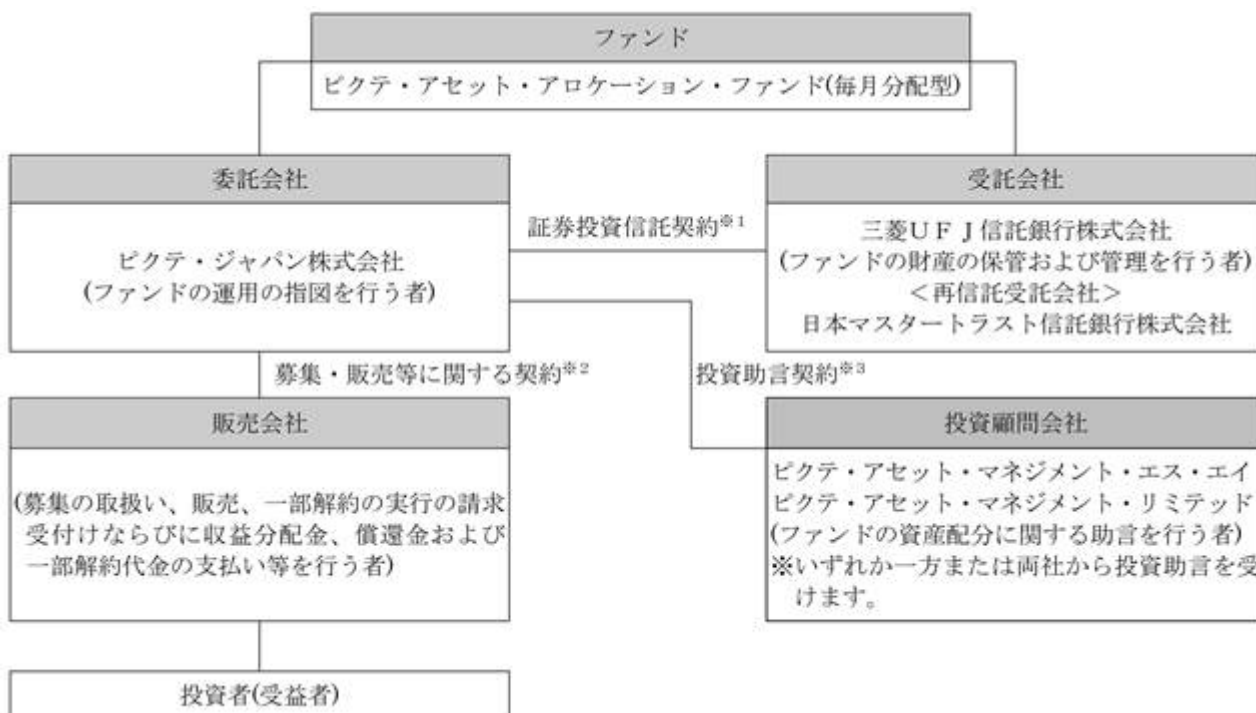 ファンド
ピクテ・アセット・アロケーション・ファンド(毎月分配型)
委託会社
ピクテ・ジャパン株式会社
(ファンドの運用の指図を行う者)
証券投資信託契約※1
受託会社
三菱UFJ信託銀行株式会社
(ファンドの財産の保管および管理を行う者)
<再信託受託会社>
日本マスタートラスト信託銀行株式会社
募集・販売等に関する契約※2
投資助言契約※3
販売会社
(募集の取扱い、販売、一部解約の実行の請求
受付けならびに収益分配金、償還金および
一部解約代金の支払い等を行う者)
投資顧問会社
ピクテ・アセット・マネジメント・エス・エイ
ピクテ・アセット・マネジメント・リミテッド
(ファンドの資産配分に関する助言を行う者)
※いずれか一方または両社から投資助言を受
けます。
投資者(受益者)